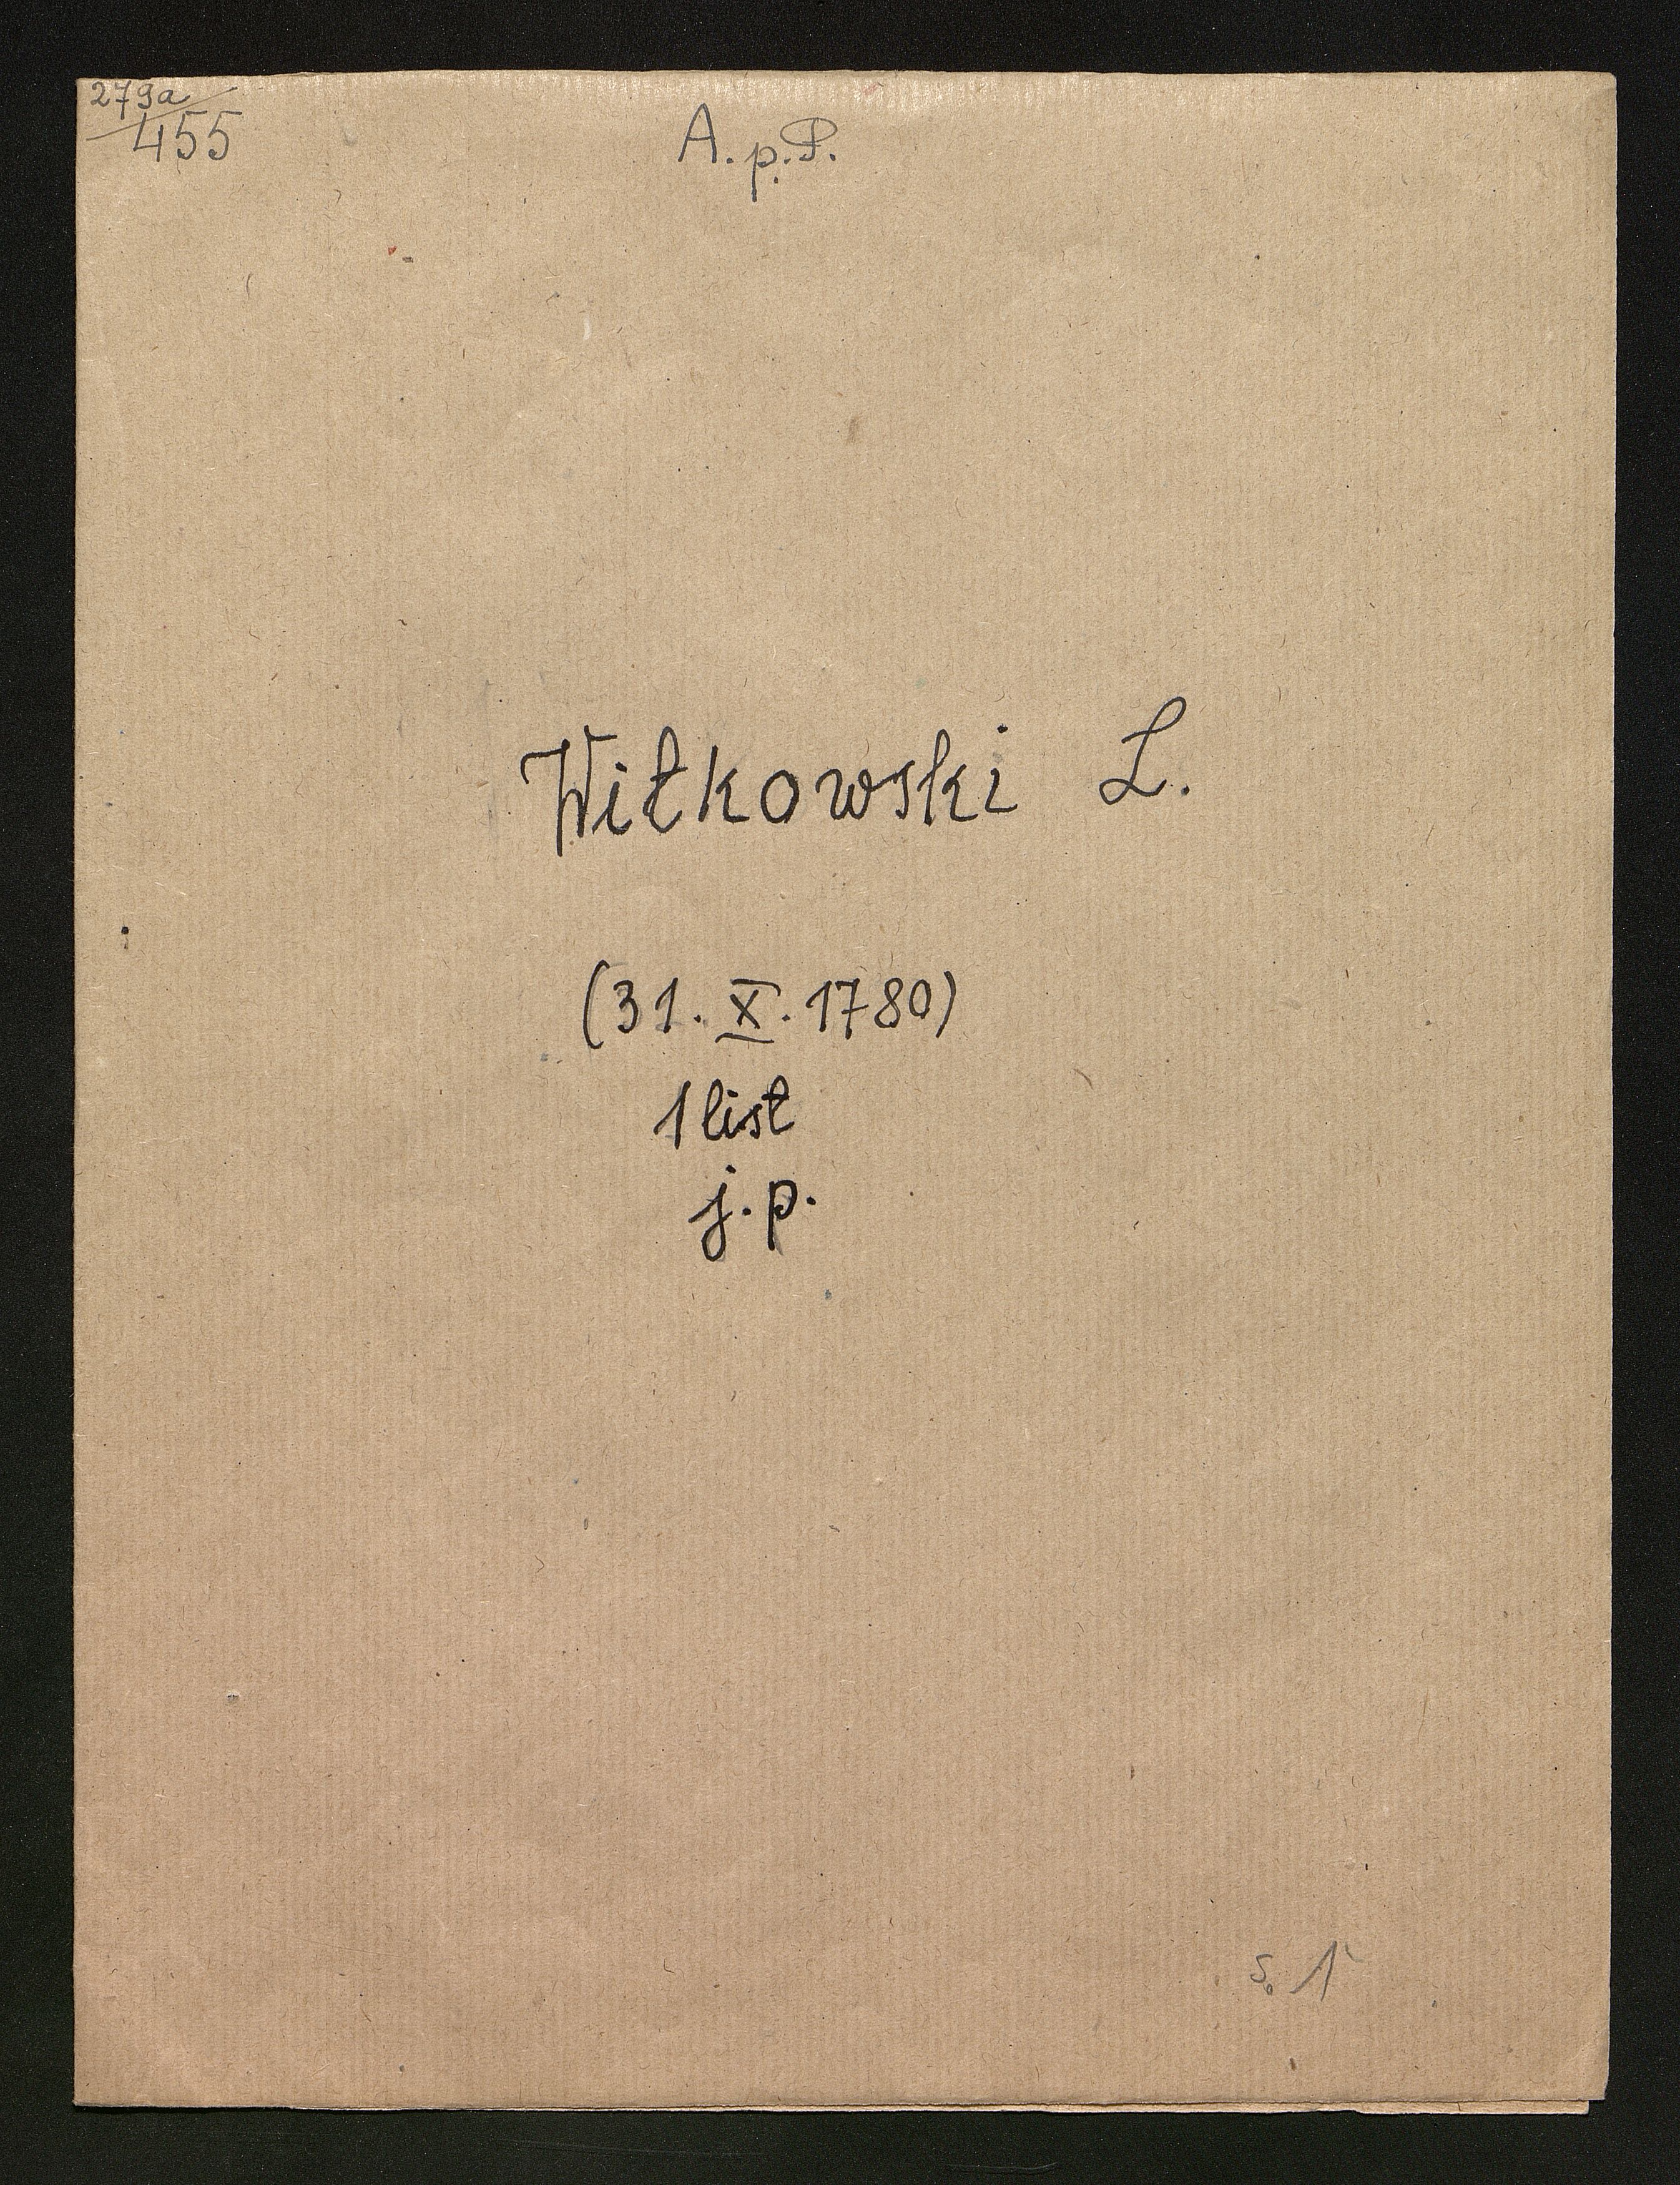 279a
455
A.p.P.
Witkowski L.
(31. X. 1780)
1 list
j.p.
s. 1